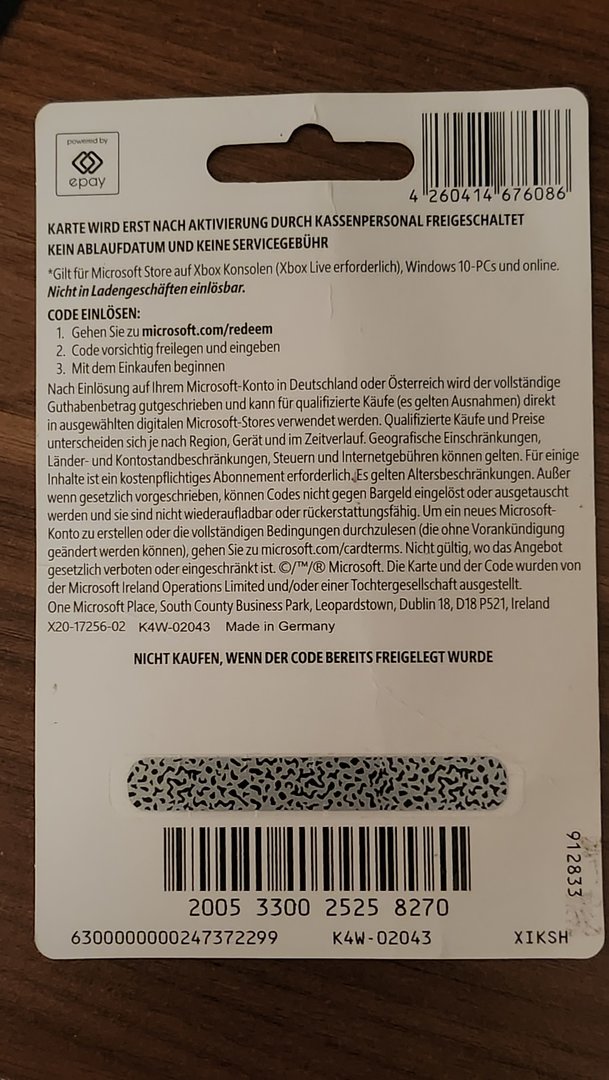 powered by
epay
4 260414 676086
KARTE WIRD ERST NACH AKTIVIERUNG DURCH KASSENPERSONAL FREIGESCHALTET
KEIN ABLAUFDATUM UND KEINE SERVICEGEBÜHR
*Gilt für Microsoft Store auf Xbox Konsolen (Xbox Live erforderlich), Windows 10-PCs und online.
Nicht in Ladengeschäften einlösbar.
CODE EINLÖSEN:
1. Gehen Sie zu microsoft.com/redeem
2. Code vorsichtig freilegen und eingeben
3. Mit dem Einkaufen beginnen
Nach Einlösung auf Ihrem Microsoft-Konto in Deutschland oder Österreich wird der vollständige
Guthabenbetrag gutgeschrieben und kann für qualifizierte Käufe (es gelten Ausnahmen) direkt
in ausgewählten digitalen Microsoft-Stores verwendet werden. Qualifizierte Käufe und Preise
unterscheiden sich je nach Region, Gerät und im Zeitverlauf. Geografische Einschränkungen,
Länder- und Kontostandbeschränkungen, Steuern und Internetgebühren können gelten. Für einige
Inhalte ist ein kostenpflichtiges Abonnement erforderlich. Es gelten Altersbeschränkungen. Außer
wenn gesetzlich vorgeschrieben, können Codes nicht gegen Bargeld eingelöst oder ausgetauscht
werden und sie sind nicht wiederaufladbar oder rückerstattungsfähig. Um ein neues Microsoft-
Konto zu erstellen oder die vollständigen Bedingungen durchzulesen (die ohne Vorankündigung
geändert werden können), gehen Sie zu microsoft.com/cardterms. Nicht gültig, wo das Angebot
gesetzlich verboten oder eingeschränkt ist. ©/™/® Microsoft. Die Karte und der Code wurden von
der Microsoft Ireland Operations Limited und/oder einer Tochtergesellschaft ausgestellt.
One Microsoft Place, South County Business Park, Leopardstown, Dublin 18, D18 P521, Ireland
X20-17256-02 K4W-02043 Made in Germany
NICHT KAUFEN, WENN DER CODE BEREITS FREIGELEGT WURDE
912833
2005 3300 2525 8270
6300000000247372299 K4W-02043 XIKSH